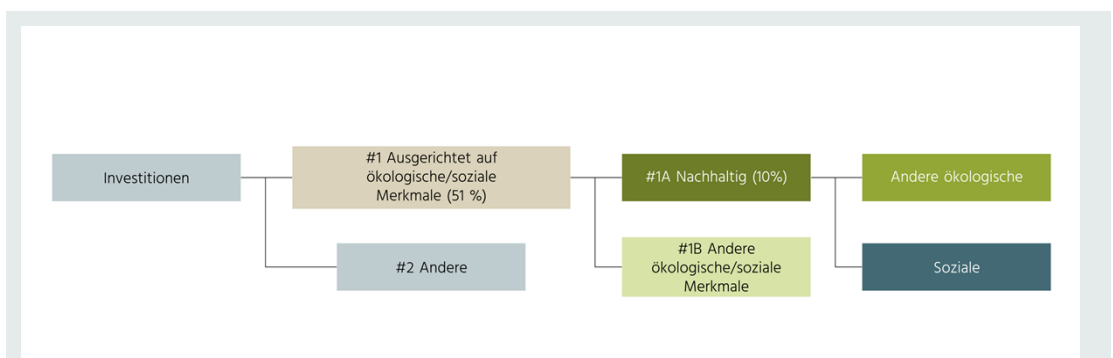 Investitionen
#1 Ausgerichtet auf
ökologische/soziale
Merkmale (51 %)
#1A Nachhaltig (10%)
Andere ökologische
#2 Andere
#1B Andere
ökologische/soziale
Merkmale
Soziale